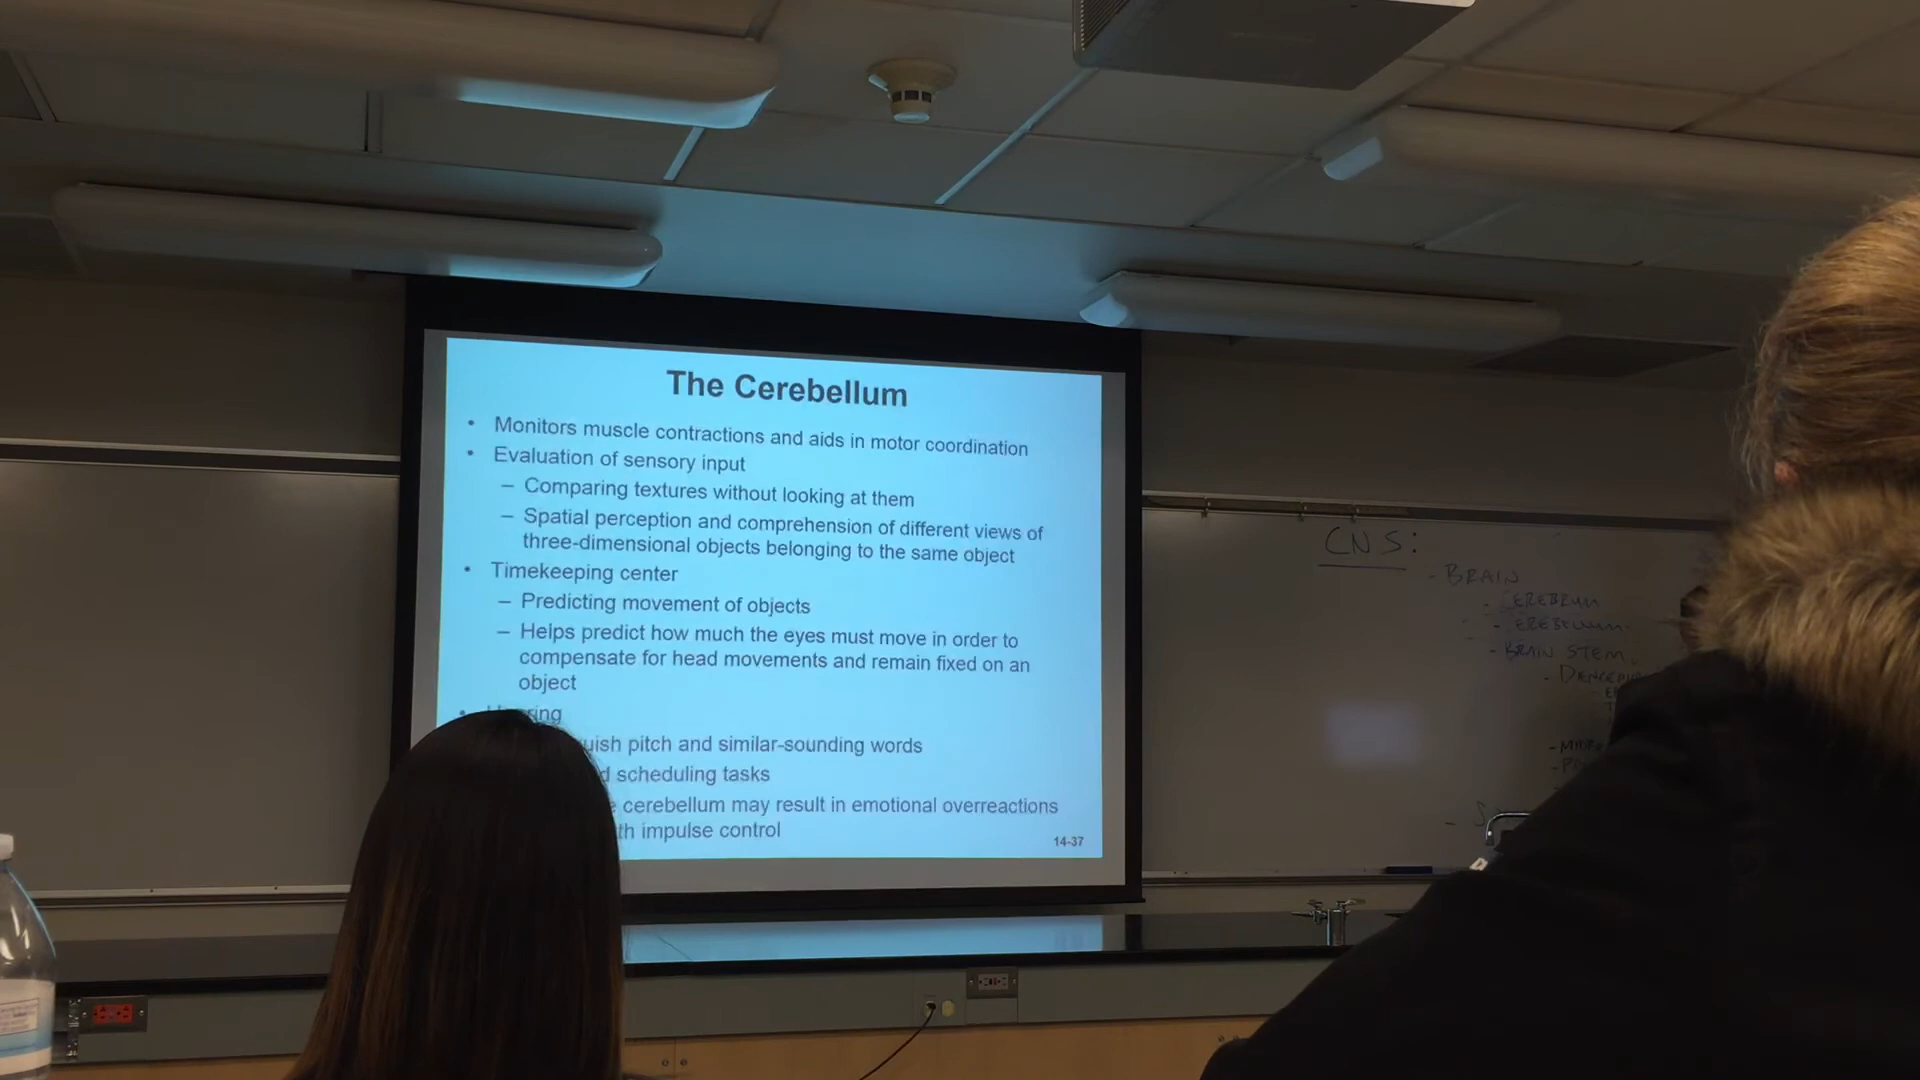 The Cerebellum
• Monitors muscle contractions and aids in motor coordination
• Evaluation of sensory input
– Comparing textures without looking at them
– Spatial perception and comprehension of different views of
three-dimensional objects belonging to the same object
• Timekeeping center
– Predicting movement of objects
– Helps predict how much the eyes must move in order to
compensate for head movements and remain fixed on an
object
•
pitch and similar-sounding words
scheduling tasks
cerebellum may result in emotional overreactions
impulse control
14-37
CNS:
- BRAIN
- CEREBRUM
- EREBELLUM
- BRAIN STEM